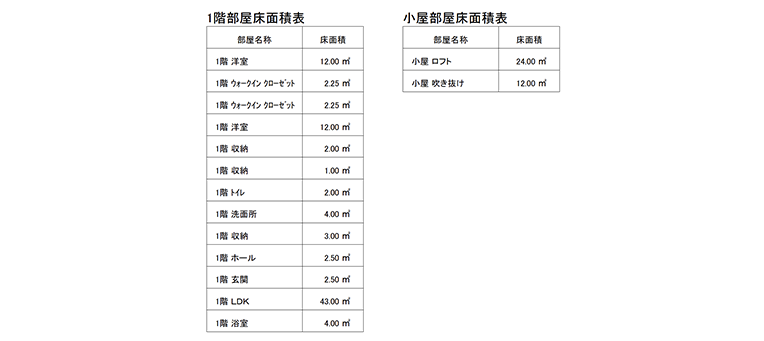 1階部屋床面積表
部屋名称 床面積
1階 洋室 12.00 ㎡
1階 ｳｫｰｸｲﾝ ｸﾛｰｾﾞｯﾄ 2.25 ㎡
1階 ｳｫｰｸｲﾝ ｸﾛｰｾﾞｯﾄ 2.25 ㎡
1階 洋室 12.00 ㎡
1階 収納 2.00 ㎡
1階 収納 1.00 ㎡
1階 ﾄｲﾚ 2.00 ㎡
1階 洗面所 4.00 ㎡
1階 収納 3.00 ㎡
1階 ホール 2.50 ㎡
1階 玄関 2.50 ㎡
1階 LDK 43.00 ㎡
1階 浴室 4.00 ㎡
小屋部屋床面積表
部屋名称 床面積
小屋 ロフト 24.00 ㎡
小屋 吹き抜け 12.00 ㎡